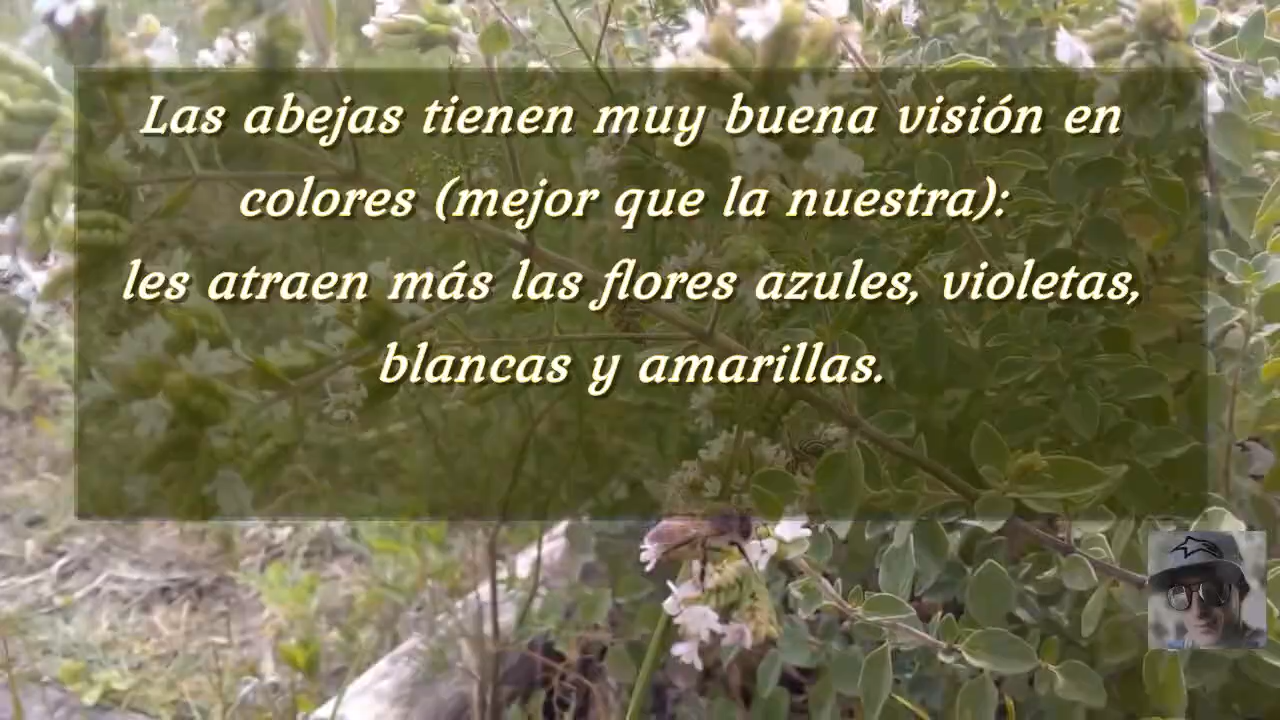 Las abejas tienen muy buena visión en
colores (mejor que la nuestra):
les atraen más las flores azules, violetas,
blancas y amarillas.